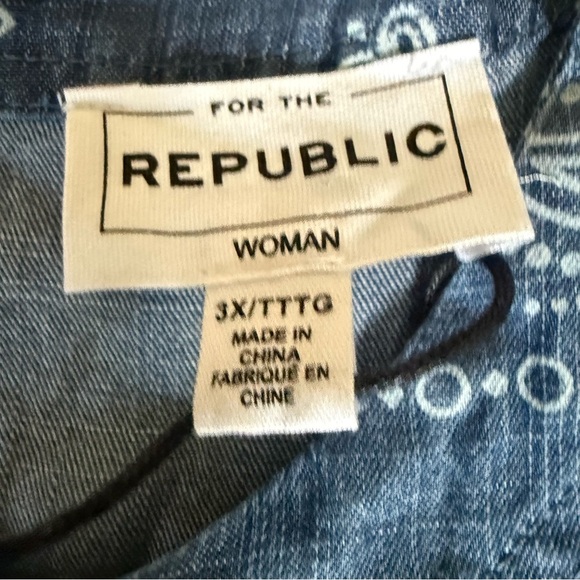 FOR THE
REPUBLIC
WOMAN
3X/TTTG
MADE IN
CHINA
FABRIQUÉ EN
CHINE